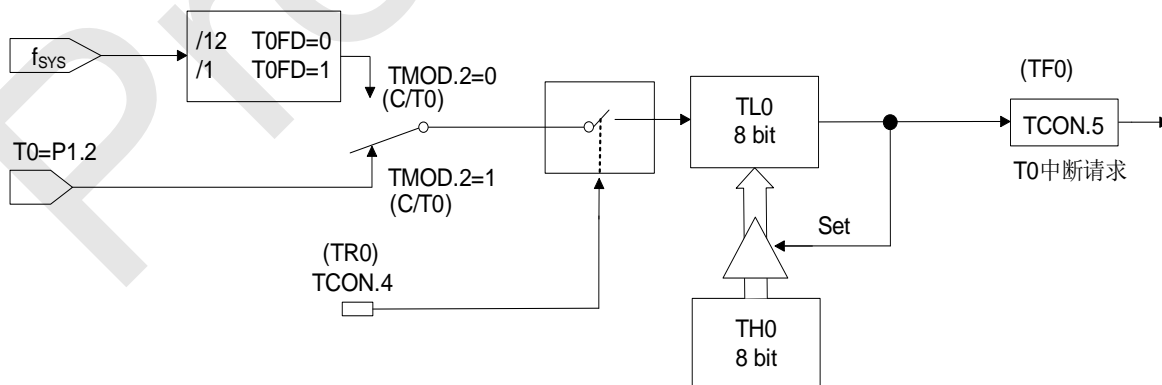 /12 T0FD=0
/1 T0FD=1
fSYS
TMOD.2=0
(C/T0)
T0=P1.2
TMOD.2=1
(C/T0)
(TR0)
TCON.4
TL0
8 bit
(TF0)
TCON.5
T0中断请求
Set
TH0
8 bit